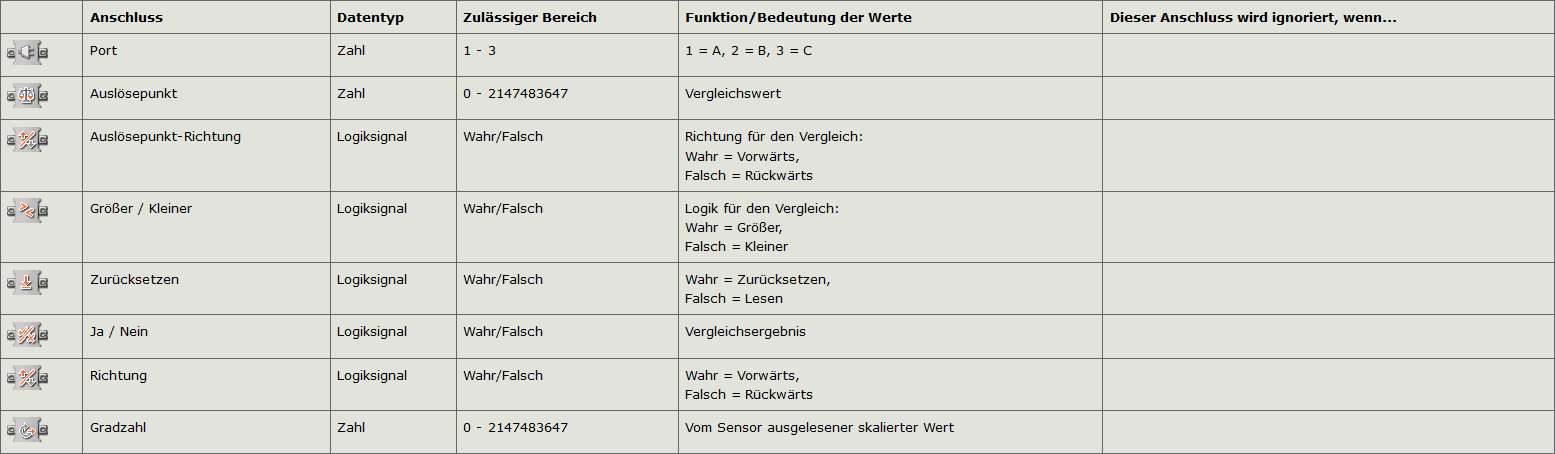 Anschluss Datentyp Zulässiger Bereich Funktion/Bedeutung der Werte Dieser Anschluss wird ignoriert, wenn...
Port Zahl 1 - 3 1 = A, 2 = B, 3 = C
Auslösepunkt Zahl 0 - 2147483647 Vergleichswert
Auslösepunkt-Richtung Logiksignal Wahr/Falsch Richtung für den Vergleich:
Wahr = Vorwärts,
Falsch = Rückwärts
Größer / Kleiner Logiksignal Wahr/Falsch Logik für den Vergleich:
Wahr = Größer,
Falsch = Kleiner
Zurücksetzen Logiksignal Wahr/Falsch Wahr = Zurücksetzen,
Falsch = Lesen
Ja / Nein Logiksignal Wahr/Falsch Vergleichsergebnis
Richtung Logiksignal Wahr/Falsch Wahr = Vorwärts,
Falsch = Rückwärts
Gradzahl Zahl 0 - 2147483647 Vom Sensor ausgelesener skalierter Wert